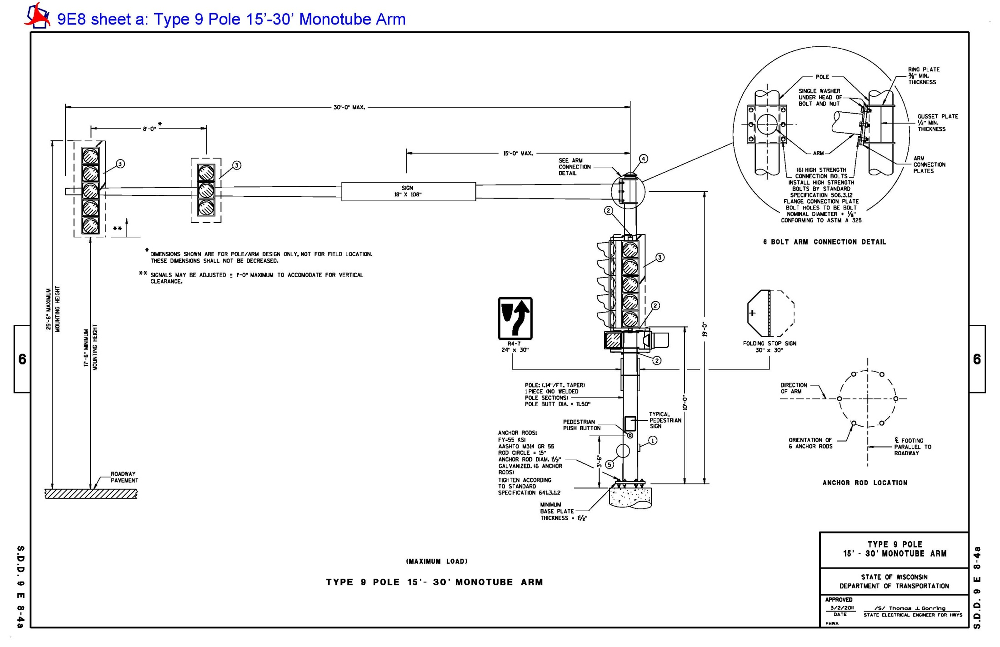 9E8 sheet a: Type 9 Pole 15’-30’ Monotube Arm
30'-0" MAX.
8'-0" *
15'-0" MAX.
3
3
SEE ARM
CONNECTION
DETAIL
4
SIGN
18" X 108"
2
**
* DIMENSIONS SHOWN ARE FOR POLE/ARM DESIGN ONLY, NOT FOR FIELD LOCATION.
THESE DIMENSIONS SHALL NOT BE DECREASED.
** SIGNALS MAY BE ADJUSTED ± 1'-0" MAXIMUM TO ACCOMODATE FOR VERTICAL
CLEARANCE.
25'-6" MAXIMUM
MOUNTING HEIGHT
17'-6" MINIMUM
MOUNTING HEIGHT
ROADWAY
PAVEMENT
3
2
2
R4-7
24" x 30"
19'-0"
10'-0"
FOLDING STOP SIGN
30" x 30"
POLE: (.14"/FT. TAPER)
1 PIECE (NO WELDED
POLE SECTIONS)
POLE BUTT DIA. = 11.50"
TYPICAL
PEDESTRIAN
SIGN
PEDESTRIAN
PUSH BUTTON
1
5
3'-6"
ANCHOR RODS:
FY=55 KSI
AASHTO M314 GR 55
ROD CIRCLE = 15"
ANCHOR ROD DIAM. 1½"
GALVANIZED. (6 ANCHOR
RODS)
TIGHTEN ACCORDING
TO STANDARD
SPECIFICATION 641.3.1.2
MINIMUM
BASE PLATE
THICKNESS = 1½"
POLE
SINGLE WASHER
UNDER HEAD OF
BOLT AND NUT
RING PLATE
⅜" MIN.
THICKNESS
GUSSET PLATE
¼" MIN.
THICKNESS
ARM
ARM
CONNECTION
PLATES
(6) HIGH STRENGTH
CONNECTION BOLTS
INSTALL HIGH STRENGTH
BOLTS BY STANDARD
SPECIFICATION 506.3.12
FLANGE CONNECTION PLATE
BOLT HOLES TO BE BOLT
NOMINAL DIAMETER + ⅛"
CONFORMING TO ASTM A 325
6 BOLT ARM CONNECTION DETAIL
DIRECTION
OF ARM
ORIENTATION OF
6 ANCHOR RODS
℄ FOOTING
PARALLEL TO
ROADWAY
ANCHOR ROD LOCATION
6
6
S.D.D. 9 E 8-4a
S.D.D. 9 E 8-4a
(MAXIMUM LOAD)
TYPE 9 POLE 15'- 30' MONOTUBE ARM
TYPE 9 POLE
15' - 30' MONOTUBE ARM
STATE OF WISCONSIN
DEPARTMENT OF TRANSPORTATION
APPROVED
3/2/2011 /S/ Thomas J. Gonring
DATE STATE ELECTRICAL ENGINEER FOR HWYS
FHWA